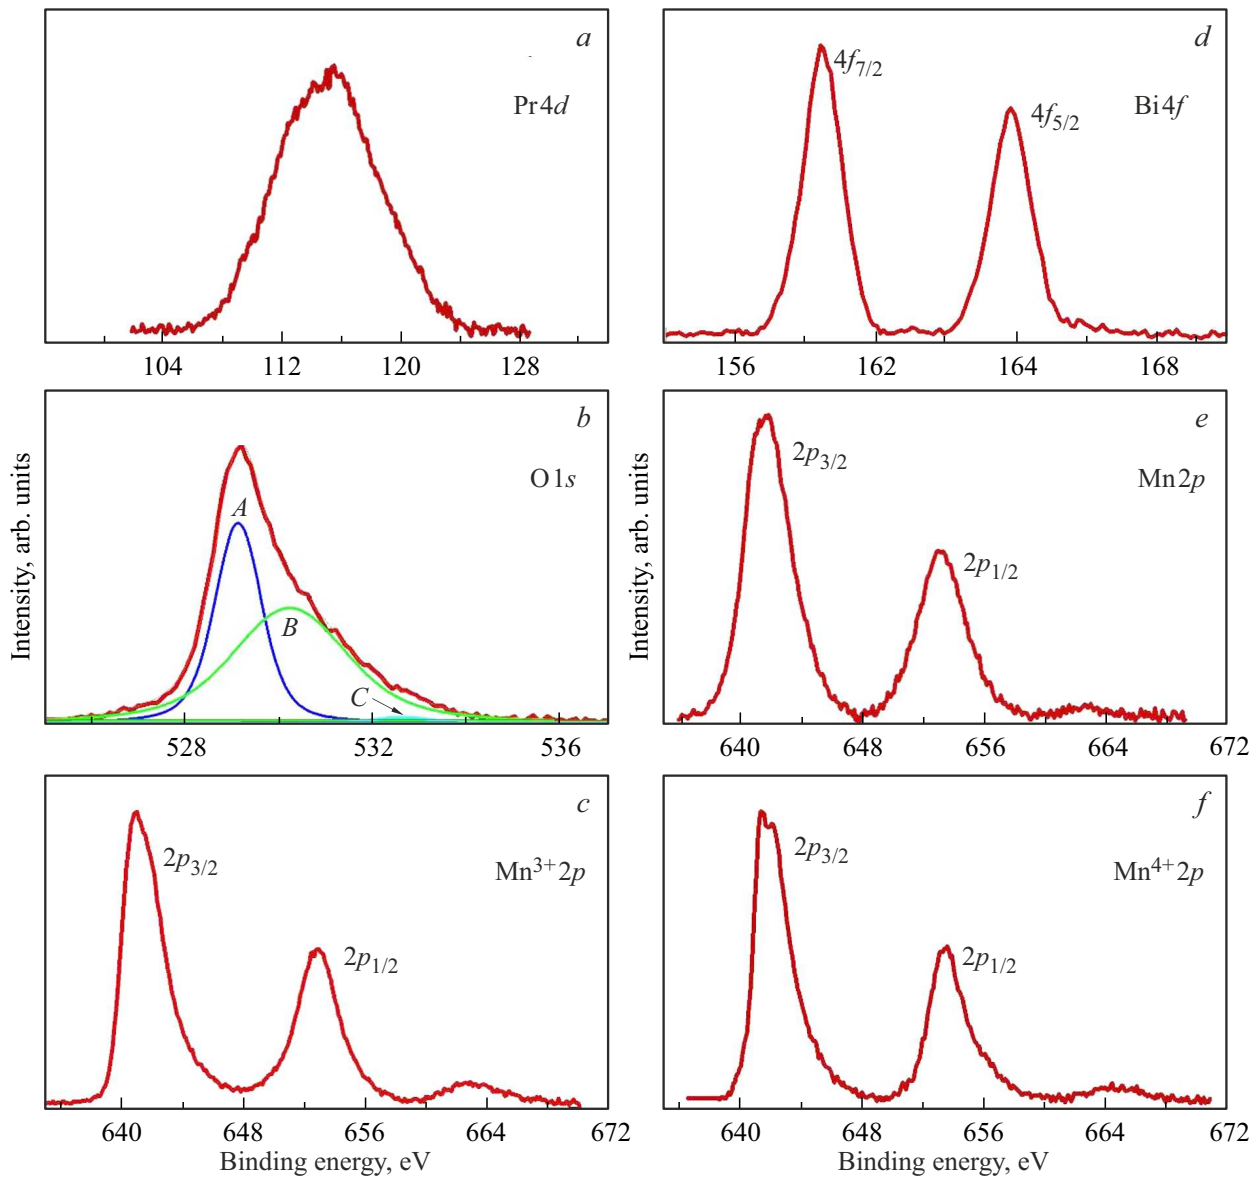 a
Pr4d
104 112 120 128
d
4f7/2
4f5/2
Bi4f
156 162 164 168
Intensity, arb. units
b
O1s
A
B
C
528 532 536
Intensity, arb. units
e
2p3/2
Mn2p
2p1/2
640 648 656 664 672
c
2p3/2
Mn3+2p
2p1/2
640 648 656 664 672
Binding energy, eV
f
2p3/2
Mn4+2p
2p1/2
640 648 656 664 672
Binding energy, eV